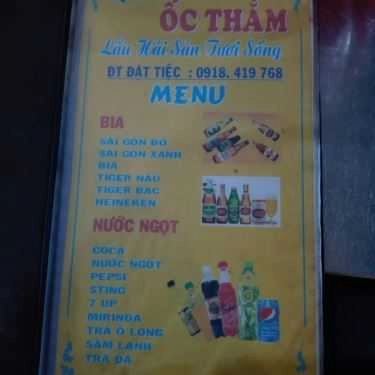 ỐC THẮM
Lẩu Hải Sản Tươi Sống
ĐT ĐẶT TIỆC : 0918. 419 768
MENU
BIA
SÀI GÒN ĐỎ
SÀI GÒN XANH
BIA
TIGER NÂU
TIGER BẠC
HEINEKEN
NƯỚC NGỌT
COCA
NƯỚC NGỌT
PEPSI
STING
7 UP
MIRINDA
TRÀ Ô LONG
SÂM LẠNH
TRÀ ĐÁ